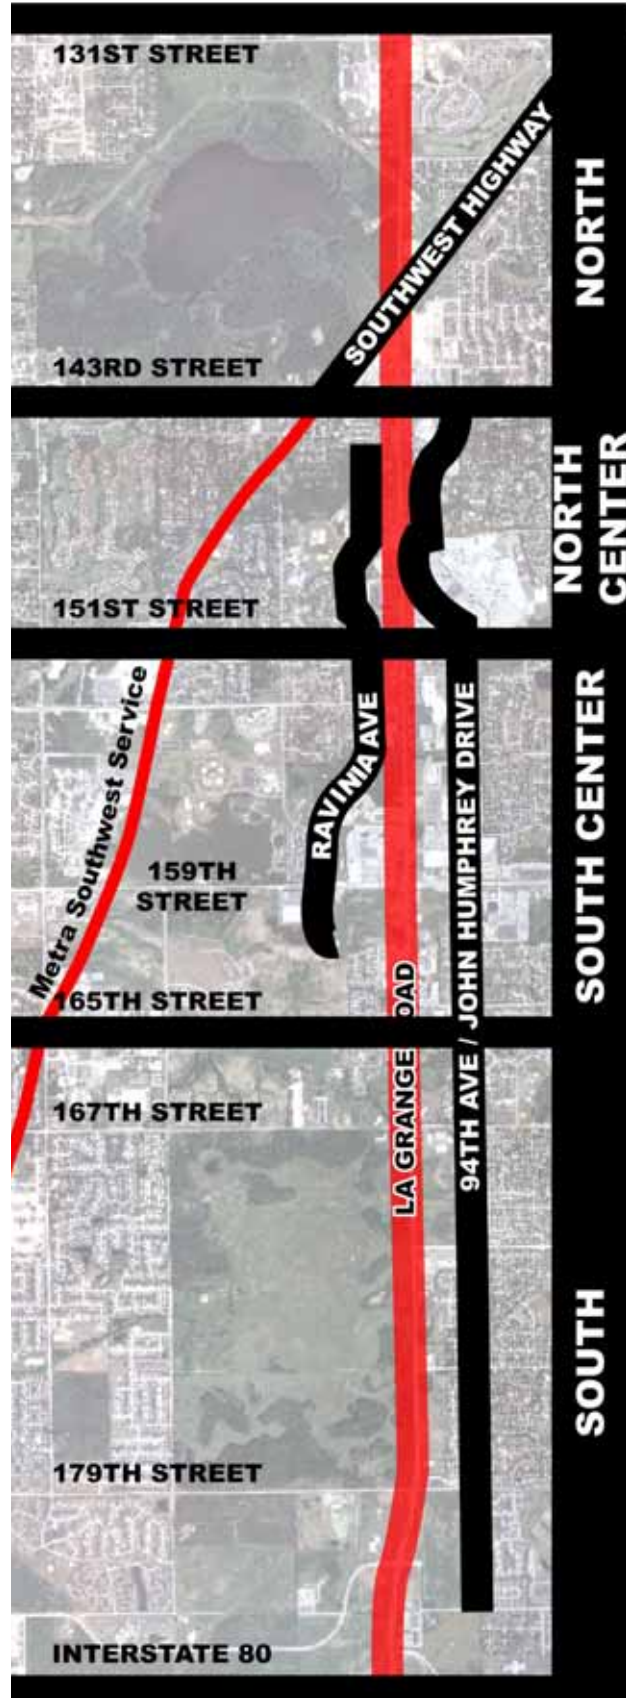 131ST STREET
SOUTHWEST HIGHWAY
NORTH
143RD STREET
NORTH
CENTER
151ST STREET
Metra Southwest Service
RAVINIA AVE
94TH AVE / JOHN HUMPHREY DRIVE
SOUTH CENTER
159TH
STREET
LA GRANGE ROAD
165TH STREET
167TH STREET
SOUTH
179TH STREET
INTERSTATE 80